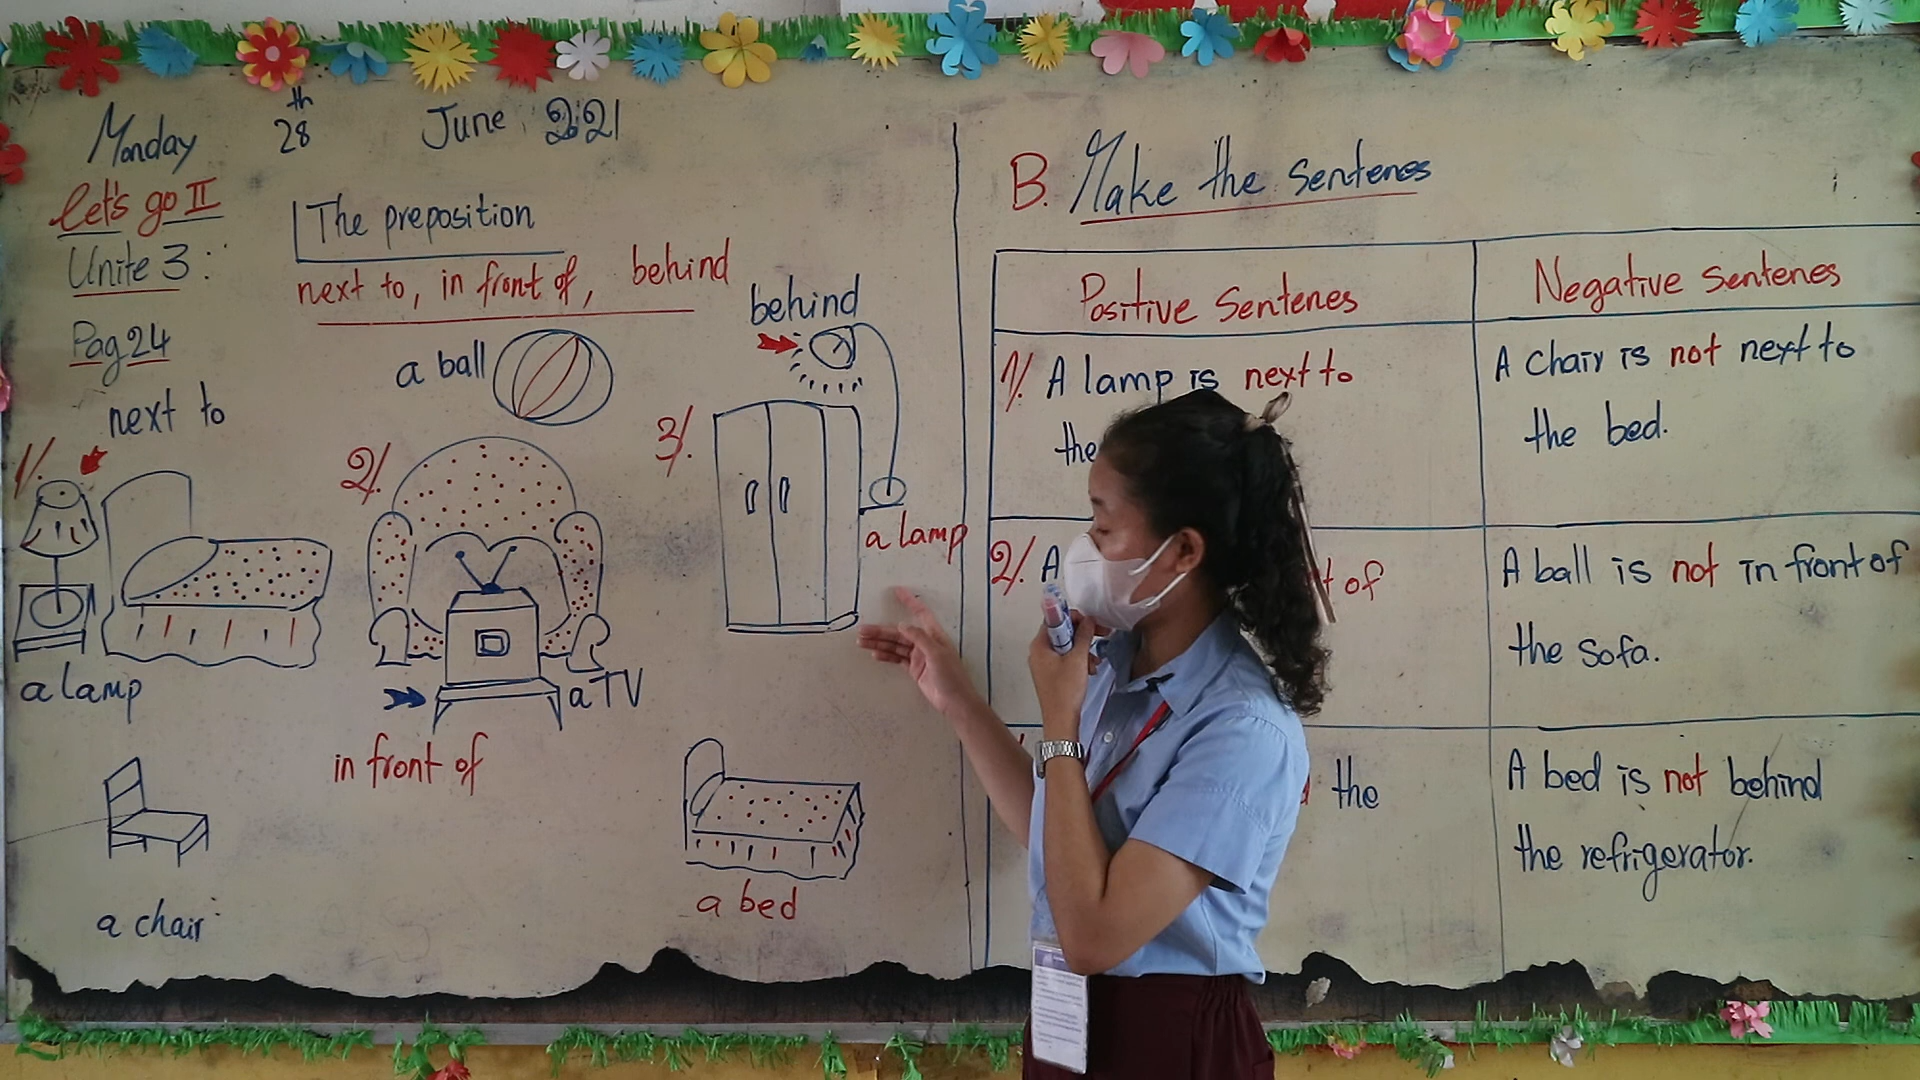 Monday 28th June, 2021
Let's go II
Unite 3:
Pag 24
The preposition
next to, in front of, behind
next to
1/.
a lamp
a chair
a ball
2/.
a TV
in front of
behind
3/.
a lamp
a bed
B. Make the Sentenes
Positive Sentenes
Negative Sentenes
1/. A lamp is next to
the
A Chair is not next to
the bed.
2/. A
of
A ball is not in front of
the sofa.
the
A bed is not behind
the refrigerator.